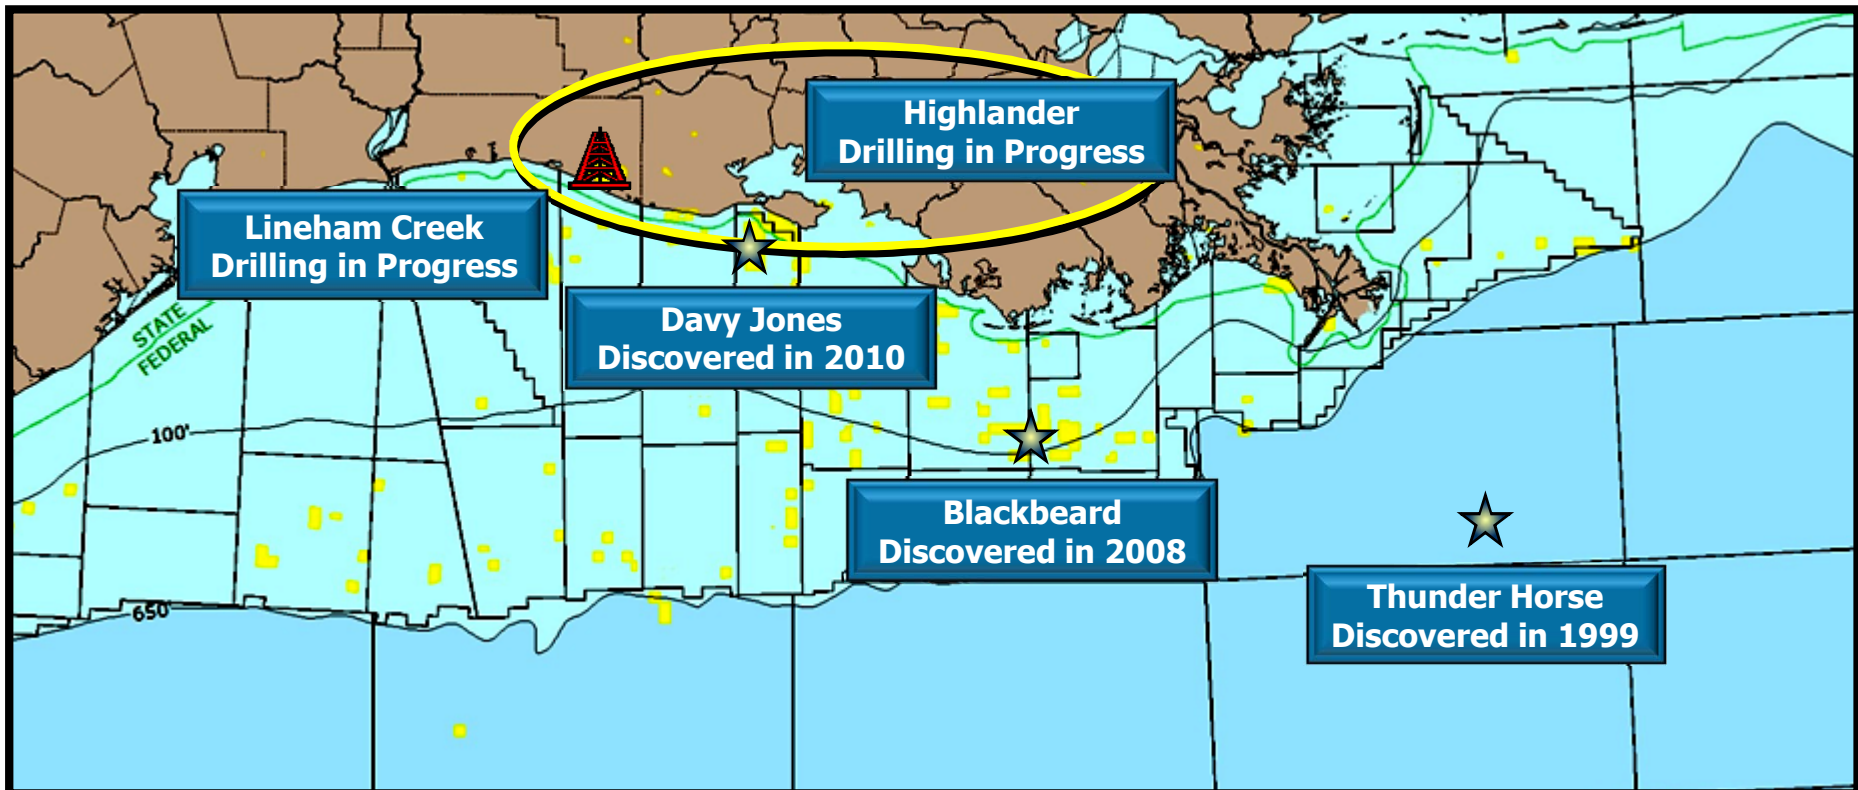 Highlander
Drilling in Progress
Lineham Creek
Drilling in Progress
Davy Jones
Discovered in 2010
STATE
FEDERAL
100'
Blackbeard
Discovered in 2008
Thunder Horse
Discovered in 1999
650'